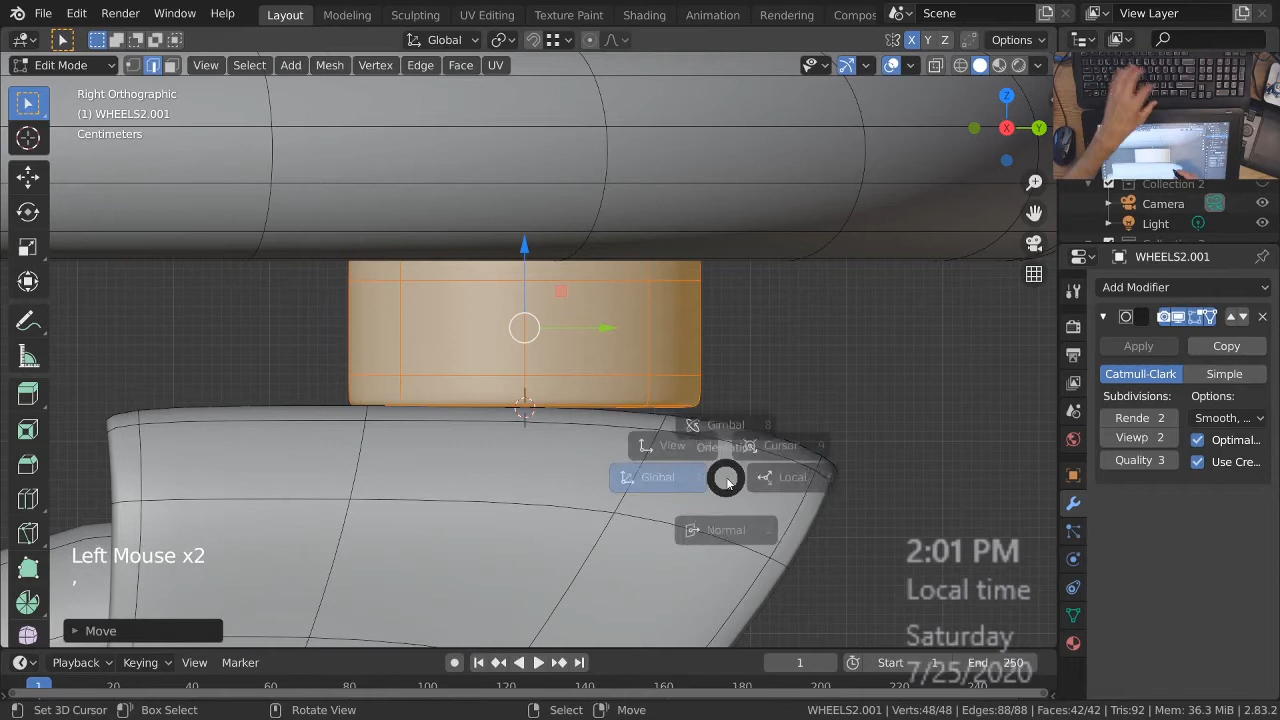 File Edit Render Window Help Layout Modeling Sculpting UV Editing Texture Paint Shading Animation Rendering Compos Scene View Layer
Global X Y Z Options
Edit Mode View Select Add Mesh Vertex Edge Face UV
Right Orthographic
(1) WHEELS2.001
Centimeters
Z
X
Y
Collection 2
Camera
Light
WHEELS2.001
Add Modifier
Apply Copy
Catmull-Clark Simple
Subdivisions: Options:
Rende 2 Smooth, ...
Viewp 2 Optimal...
Quality 3 Use Cre...
Gimbal 8
View Cursor 9
Orientation
Global Local
Normal
Left Mouse x2
,
Move
2:01 PM
Local time
Saturday
7/25/2020
Playback Keying View Marker 1 Start 1 End 250
1 20 80 100 120 140 160 180 200 220 240
Set 3D Cursor Box Select Rotate View Select Move WHEELS2.001 | Verts:48/48 | Edges:88/88 | Faces:42/42 | Tris:92 | Mem: 36.3 MiB | 2.83.2